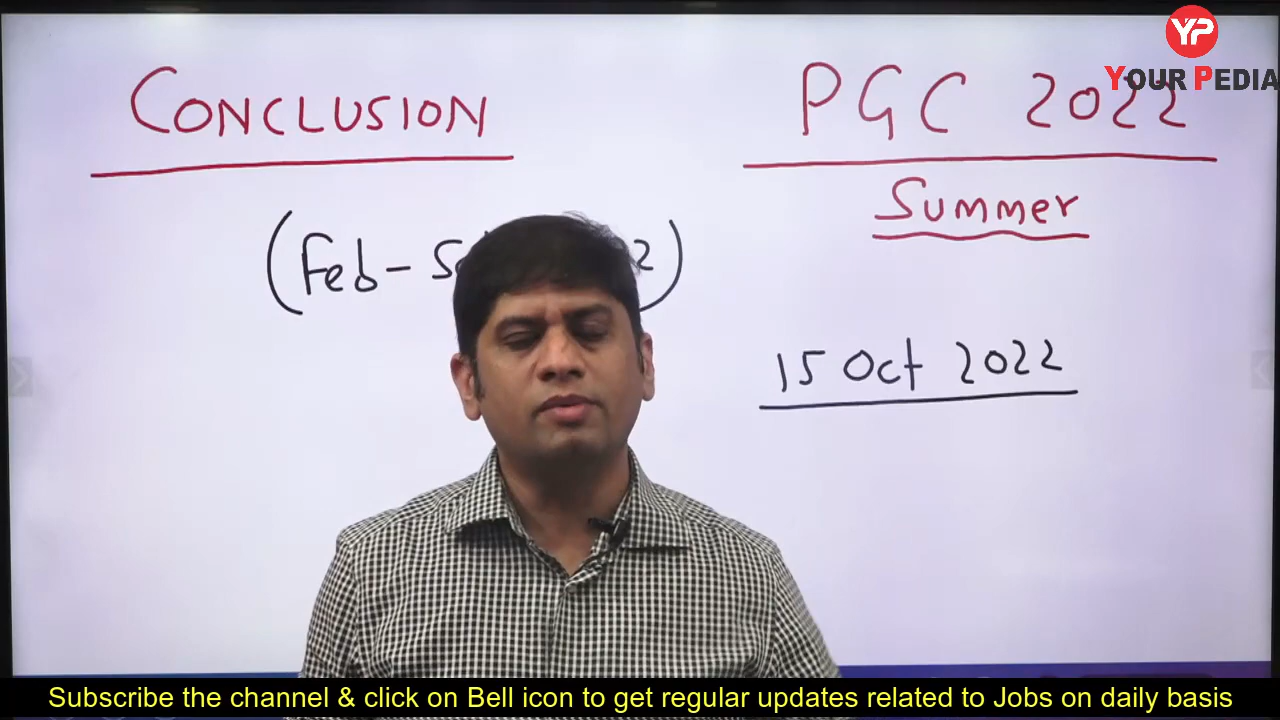 YP
YOUR PEDIA
CONCLUSION
PGC 2022
Summer
(Feb –
15 Oct 2022
Subscribe the channel & click on Bell icon to get regular updates related to Jobs on daily basis